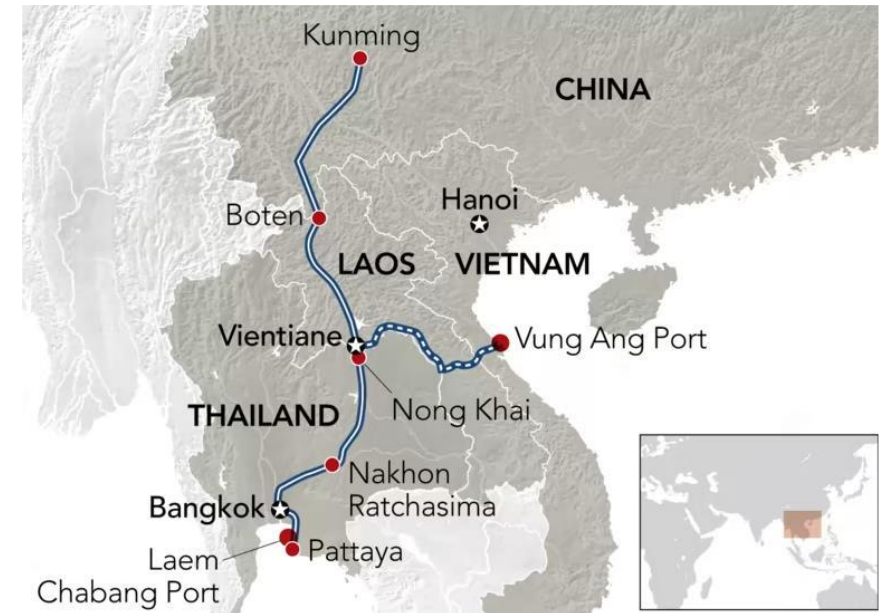 Kunming
CHINA
Hanoi
Boten
LAOS
VIETNAM
Vientiane
Vung Ang Port
Nong Khai
THAILAND
Nakhon
Ratchasima
Bangkok
Pattaya
Laem
Chabang Port